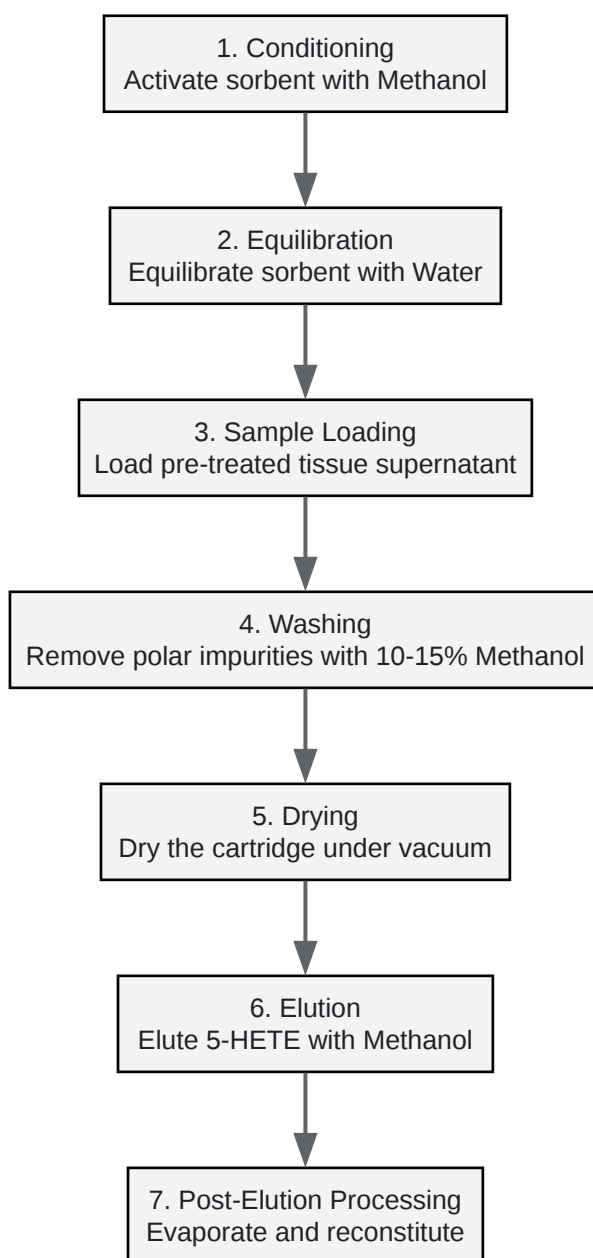 1. Conditioning
Activate sorbent with Methanol
2. Equilibration
Equilibrate sorbent with Water
3. Sample Loading
Load pre-treated tissue supernatant
4. Washing
Remove polar impurities with 10-15% Methanol
5. Drying
Dry the cartridge under vacuum
6. Elution
Elute 5-HETE with Methanol
7. Post-Elution Processing
Evaporate and reconstitute